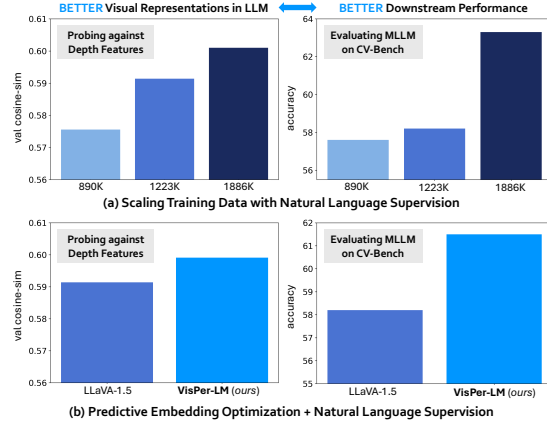 BETTER Visual Representations in LLM
BETTER Downstream Performance
0.61
0.60
0.59
0.58
0.57
0.56
val cosine-sim
Probing against
Depth Features
890K
1223K
1886K
64
62
60
58
56
accuracy
Evaluating MLLM
on CV-Bench
890K
1223K
1886K
(a) Scaling Training Data with Natural Language Supervision
0.61
0.60
0.59
0.58
0.57
0.56
val cosine-sim
Probing against
Depth Features
LLaVA-1.5
VisPer-LM (ours)
62
61
60
59
58
57
56
55
accuracy
Evaluating MLLM
on CV-Bench
LLaVA-1.5
VisPer-LM (ours)
(b) Predictive Embedding Optimization + Natural Language Supervision